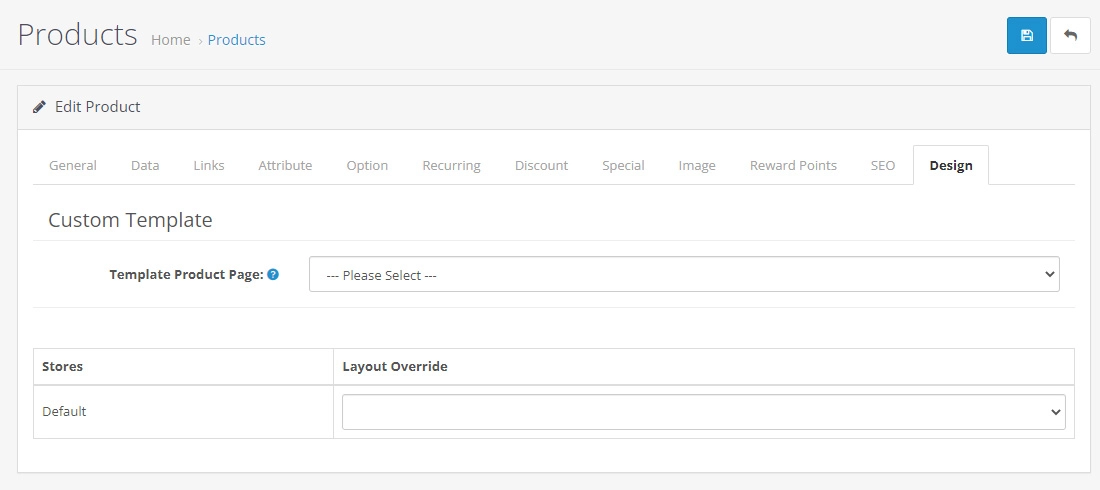 Products Home › Products
Edit Product
General Data Links Attribute Option Recurring Discount Special Image Reward Points SEO Design
Custom Template
Template Product Page: ? --- Please Select ---
Stores Layout Override
Default